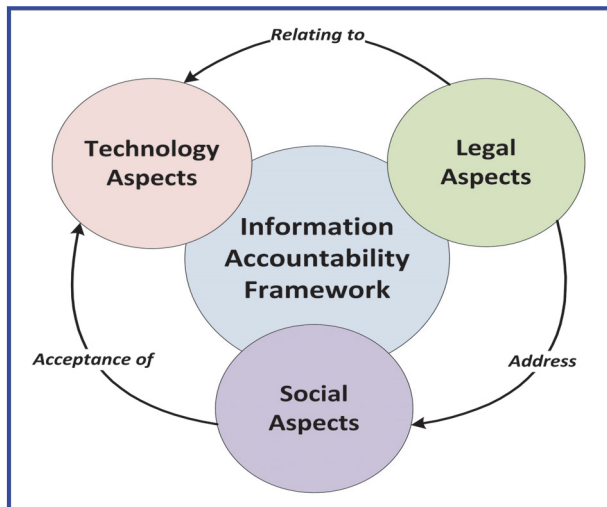 Relating to
Technology
Aspects
Legal
Aspects
Information
Accountability
Framework
Acceptance of
Address
Social
Aspects